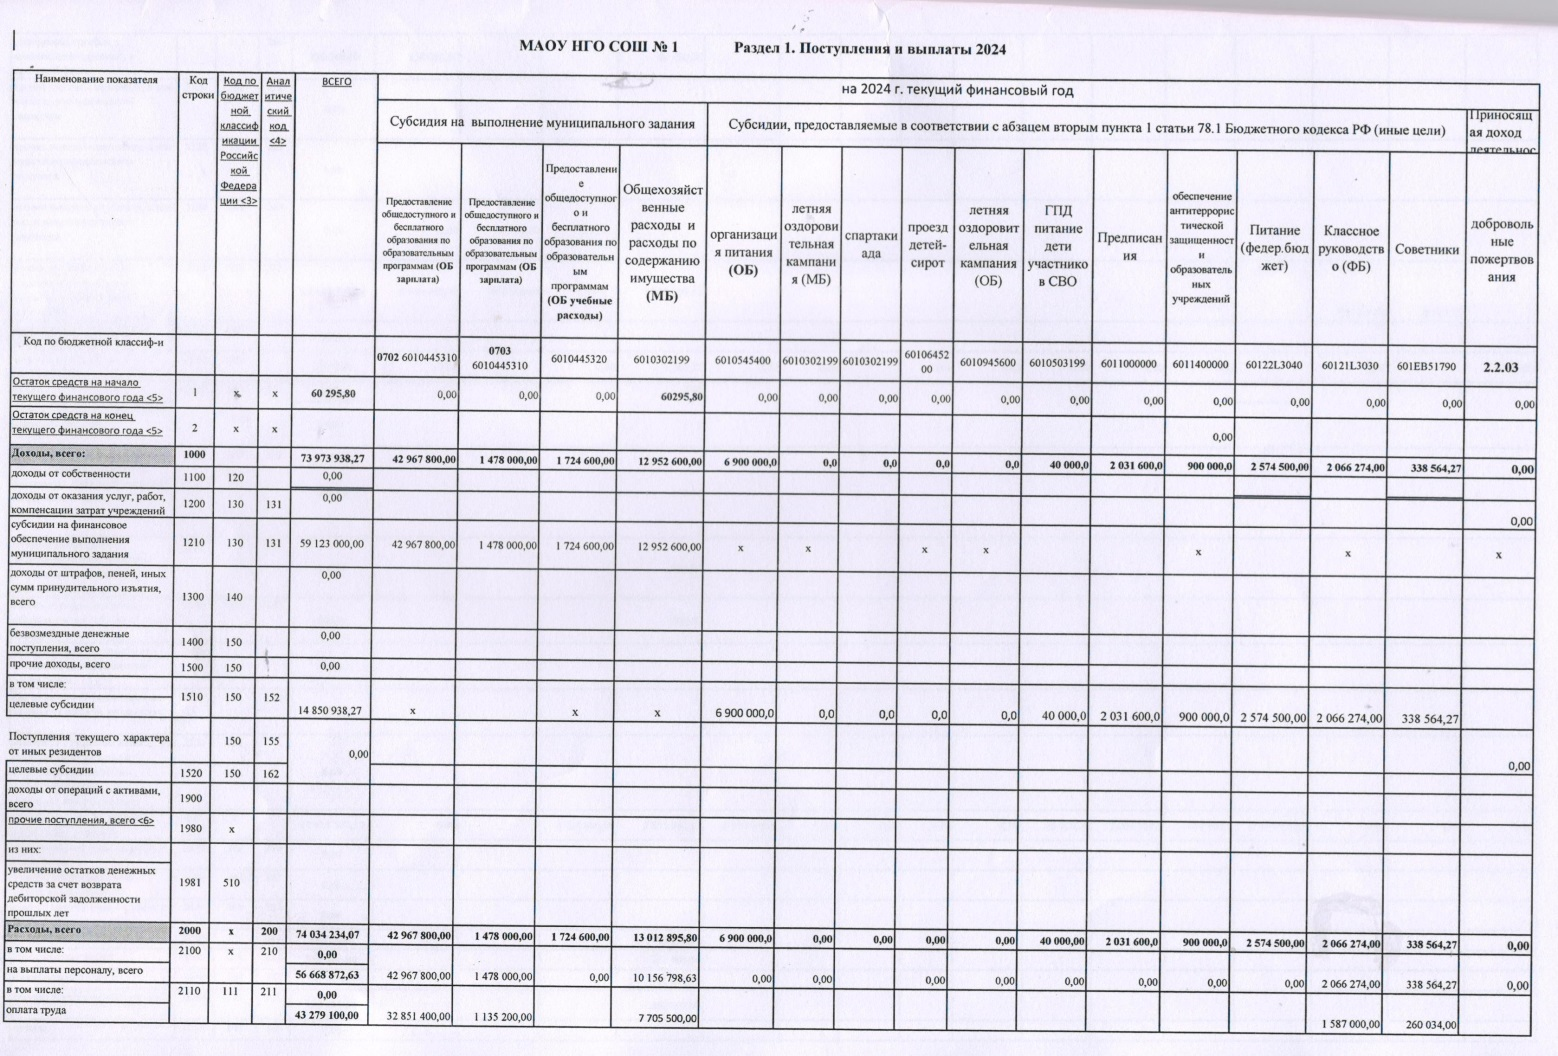 МАОУ НГО СОШ № 1 Раздел 1. Поступления и выплаты 2024
Наименование показателя
Код строки
Код по бюджетной классификации Российской Федерации <3>
Аналитический код <4>
ВСЕГО
на 2024 г. текущий финансовый год
Субсидия на выполнение муниципального задания
Субсидии, предоставляемые в соответствии с абзацем вторым пункта 1 статьи 78.1 Бюджетного кодекса РФ (иные цели)
Приносящая доход деятельнос
Предоставление общедоступного и бесплатного образования по образовательным программам (ОБ зарплата)
Предоставление общедоступного и бесплатного образования по образовательным программам (ОБ зарплата)
Предоставление общедоступного и бесплатного образования по образовательным программам (ОБ учебные расходы)
Общехозяйственные расходы и расходы по содержанию имущества (МБ)
организация питания (ОБ)
летняя оздоровительная кампания (МБ)
спартакиада
проезд детей-сирот
летняя оздоровительная кампания (ОБ)
ГПД питание дети участников СВО
Предписания
обеспечение антитеррористической защищенности образовательных учреждений
Питание (федер.бюджет)
Классное руководство (ФБ)
Советники
добровольные пожертвования
Код по бюджетной классиф-и 0702 6010445310 0703 6010445310 6010445320 6010302199 6010545400 6010302199 6010302199 6010645200 6010945600 6010503199 6011000000 6011400000 60122L3040 60121L3030 601EB51790 2.2.03
Остаток средств на начало текущего финансового года <5> 1 x x 60 295,80 0,00 0,00 0,00 60295,80 0,00 0,00 0,00 0,00 0,00 0,00 0,00 0,00 0,00 0,00 0,00 0,00
Остаток средств на конец текущего финансового года <5> 2 x x 0,00
Доходы, всего: 1000 73 973 938,27 42 967 800,00 1 478 000,00 1 724 600,00 12 952 600,00 6 900 000,0 0,0 0,0 0,0 0,0 40 000,0 2 031 600,0 900 000,0 2 574 500,00 2 066 274,00 338 564,27 0,00
доходы от собственности 1100 120 0,00
доходы от оказания услуг, работ, компенсации затрат учреждений 1200 130 131 0,00 0,00
субсидии на финансовое обеспечение выполнения муниципального задания 1210 130 131 59 123 000,00 42 967 800,00 1 478 000,00 1 724 600,00 12 952 600,00 x x x x x x x
доходы от штрафов, пеней, иных сумм принудительного изъятия, всего 1300 140 0,00
безвозмездные денежные поступления, всего 1400 150 0,00
прочие доходы, всего 1500 150 0,00
в том числе:
целевые субсидии 1510 150 152 14 850 938,27 x x x 6 900 000,0 0,0 0,0 0,0 0,0 40 000,0 2 031 600,0 900 000,0 2 574 500,00 2 066 274,00 338 564,27
Поступления текущего характера от иных резидентов 150 155 0,00 0,00
целевые субсидии 1520 150 162
доходы от операций с активами, всего 1900
прочие поступления, всего <6> 1980 x
из них:
увеличение остатков денежных средств за счет возврата дебиторской задолженности прошлых лет 1981 510
Расходы, всего 2000 x 200 74 034 234,07 42 967 800,00 1 478 000,00 1 724 600,00 13 012 895,80 6 900 000,0 0,00 0,00 0,00 0,00 40 000,00 2 031 600,0 900 000,0 2 574 500,00 2 066 274,00 338 564,27 0,00
в том числе: 2100 x 210 0,00
на выплаты персоналу, всего 56 668 872,63 42 967 800,00 1 478 000,00 0,00 10 156 798,63 0,00 0,00 0,00 0,00 0,00 0,00 0,00 0,00 2 066 274,00 338 564,27 0,00
в том числе: 2110 111 211 0,00
оплата труда 43 279 100,00 32 851 400,00 1 135 200,00 7 705 500,00 1 587 000,00 260 034,00